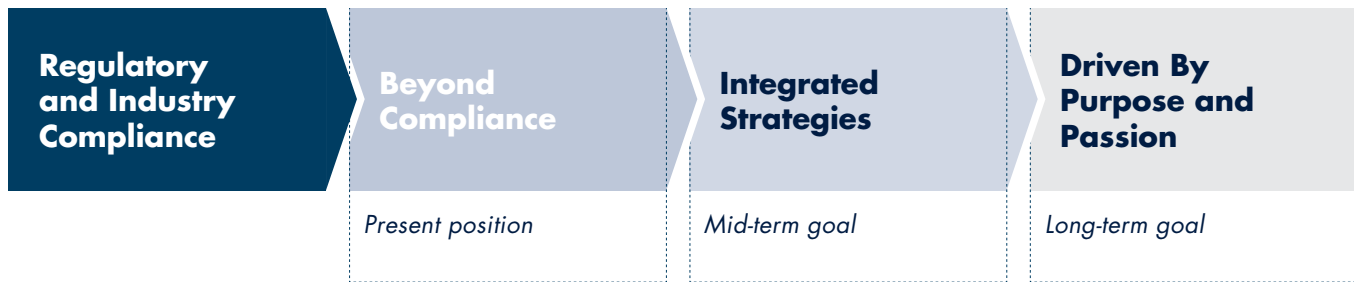 Regulatory
and Industry
Compliance
Beyond
Compliance
Integrated
Strategies
Driven By
Purpose and
Passion
Present position
Mid-term goal
Long-term goal